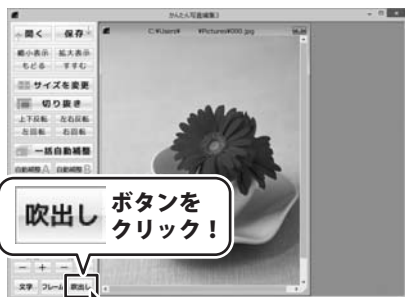 かんたん写真編集3
開く 保存
C:¥Users¥ ¥Pictures¥000.jpg
縮小表示 拡大表示
もどる すすむ
サイズを変更
切り抜き
上下反転 左右反転
左回転 右回転
一括自動補整
自動補整A 自動補整B
吹出し ボタンを
クリック！
－ ＋ －
文字 フレーム 吹出し